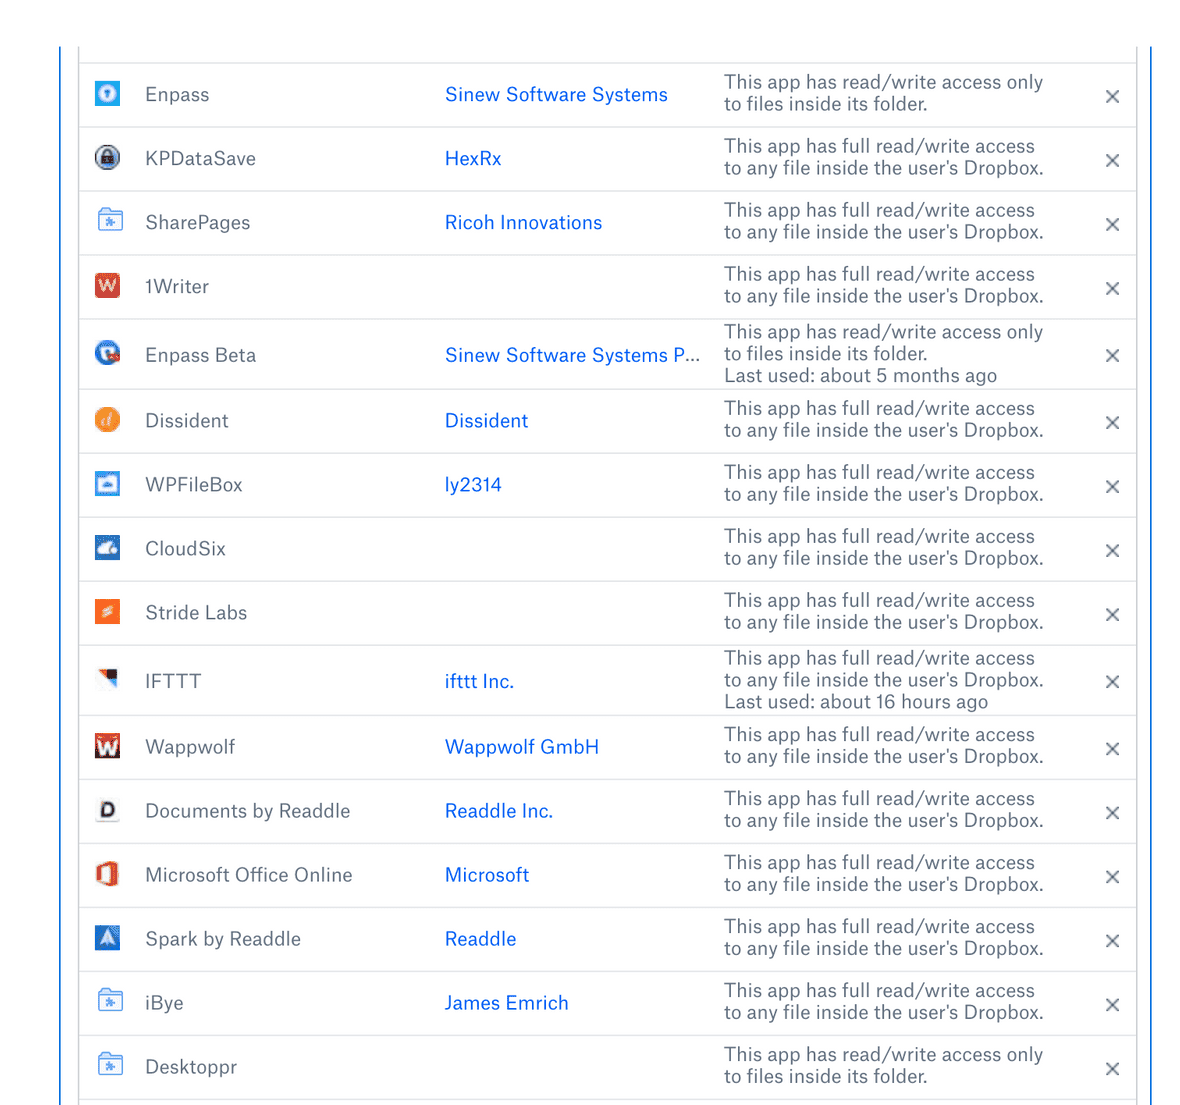 Enpass
Sinew Software Systems
This app has read/write access only
to files inside its folder.
KPDataSave
HexRx
This app has full read/write access
to any file inside the user's Dropbox.
SharePages
Ricoh Innovations
This app has full read/write access
to any file inside the user's Dropbox.
1Writer
This app has full read/write access
to any file inside the user's Dropbox.
Enpass Beta
Sinew Software Systems P...
This app has read/write access only
to files inside its folder.
Last used: about 5 months ago
Dissident
Dissident
This app has full read/write access
to any file inside the user's Dropbox.
WPFileBox
ly2314
This app has full read/write access
to any file inside the user's Dropbox.
CloudSix
This app has full read/write access
to any file inside the user's Dropbox.
Stride Labs
This app has full read/write access
to any file inside the user's Dropbox.
IFTTT
ifttt Inc.
This app has full read/write access
to any file inside the user's Dropbox.
Last used: about 16 hours ago
Wappwolf
Wappwolf GmbH
This app has full read/write access
to any file inside the user's Dropbox.
Documents by Readdle
Readdle Inc.
This app has full read/write access
to any file inside the user's Dropbox.
Microsoft Office Online
Microsoft
This app has full read/write access
to any file inside the user's Dropbox.
Spark by Readdle
Readdle
This app has full read/write access
to any file inside the user's Dropbox.
iBye
James Emrich
This app has full read/write access
to any file inside the user's Dropbox.
Desktoppr
This app has read/write access only
to files inside its folder.